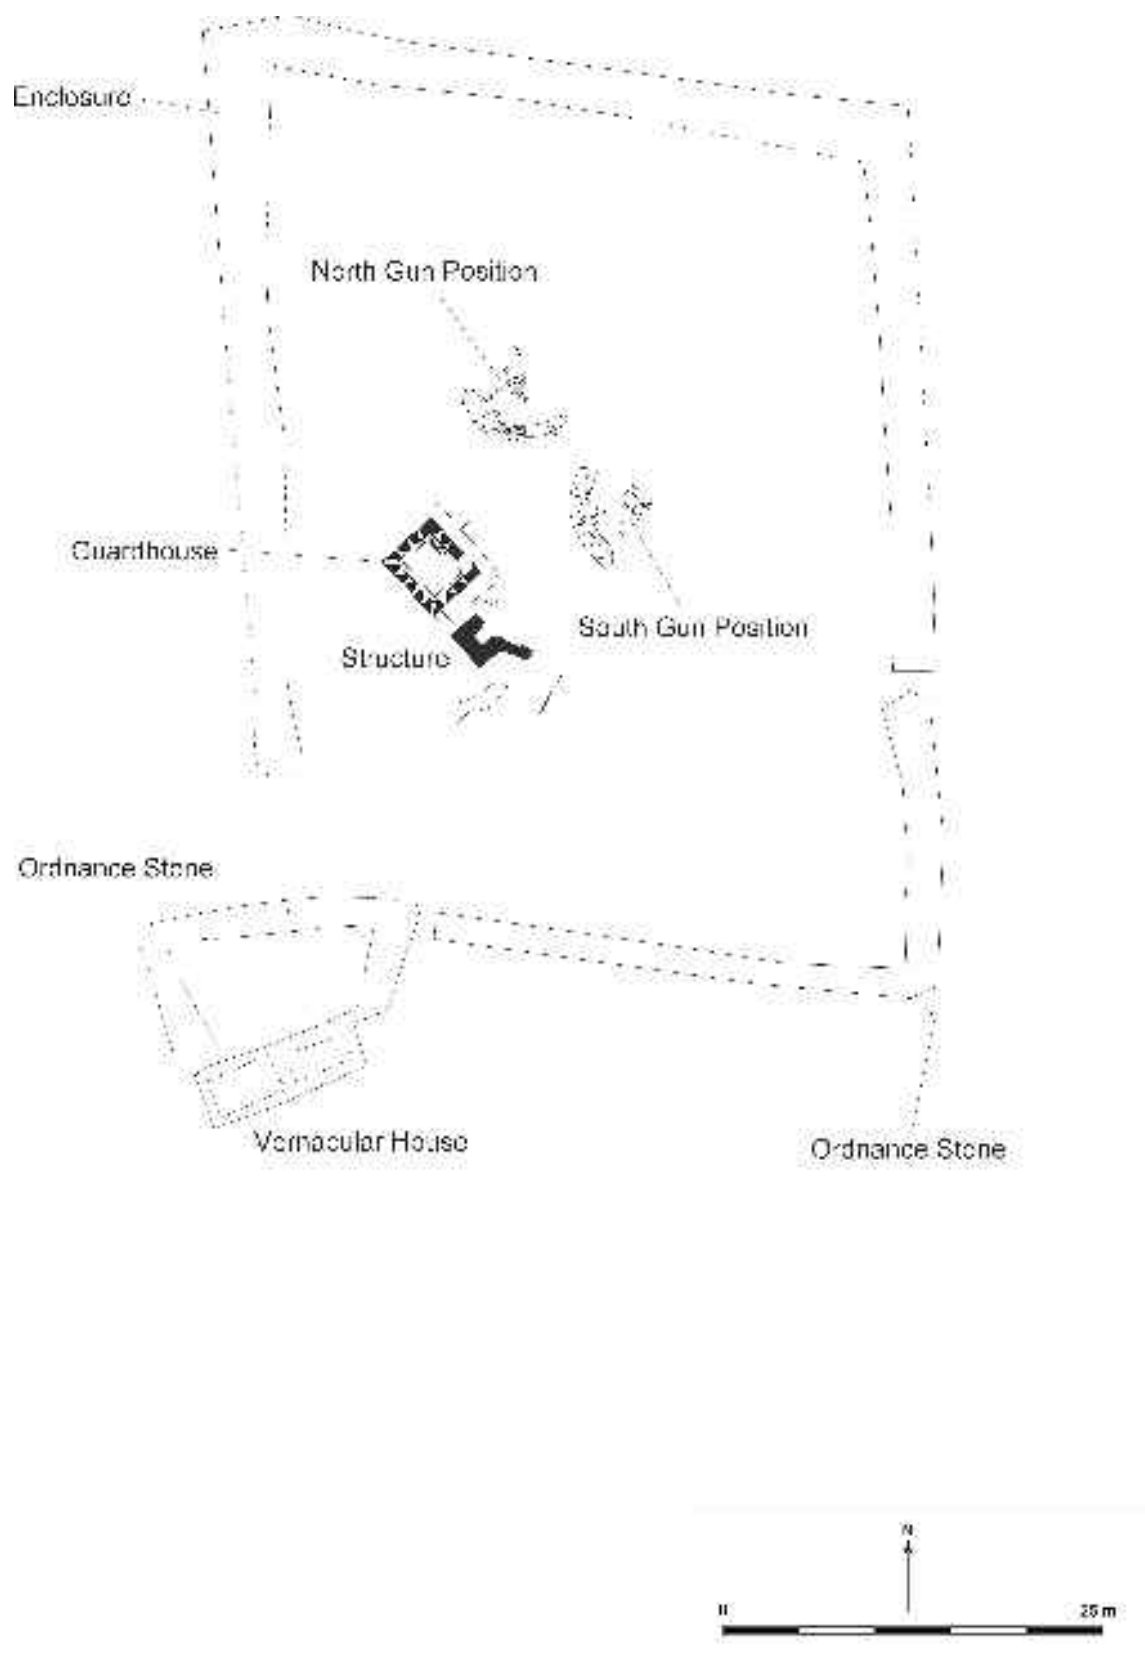 Enclosure
North Gun Position
Guardhouse
South Gun Position
Structure
Ordnance Stone
Vernacular House
Ordnance Stone
N
0 25 m